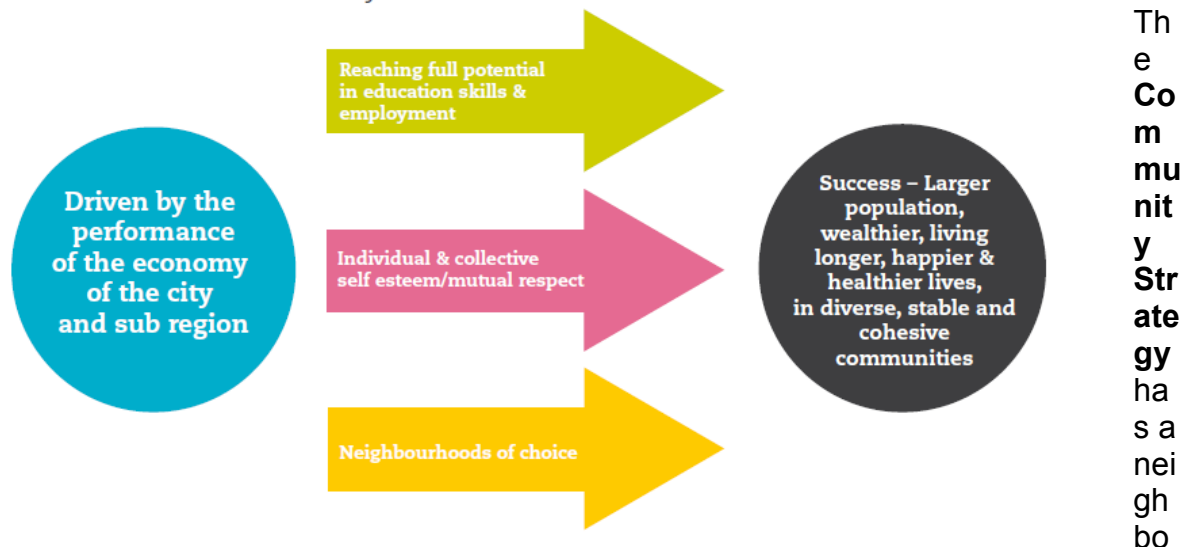 Reaching full potential
in education skills &
employment
Driven by the
performance
of the economy
of the city
and sub region
Individual & collective
self esteem/mutual respect
Neighbourhoods of choice
Success – Larger
population,
wealthier, living
longer, happier &
healthier lives,
in diverse, stable and
cohesive
communities
Th
e
Co
m
mu
nit
y
Str
ate
gy
ha
s a
nei
gh
bo